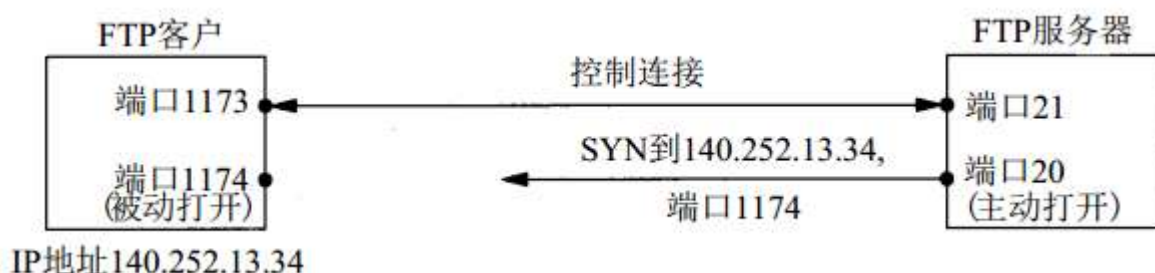 FTP客户
FTP服务器
控制连接
端口1173
端口21
SYN到140.252.13.34,
端口1174
(被动打开)
端口20
(主动打开)
端口1174
IP地址140.252.13.34